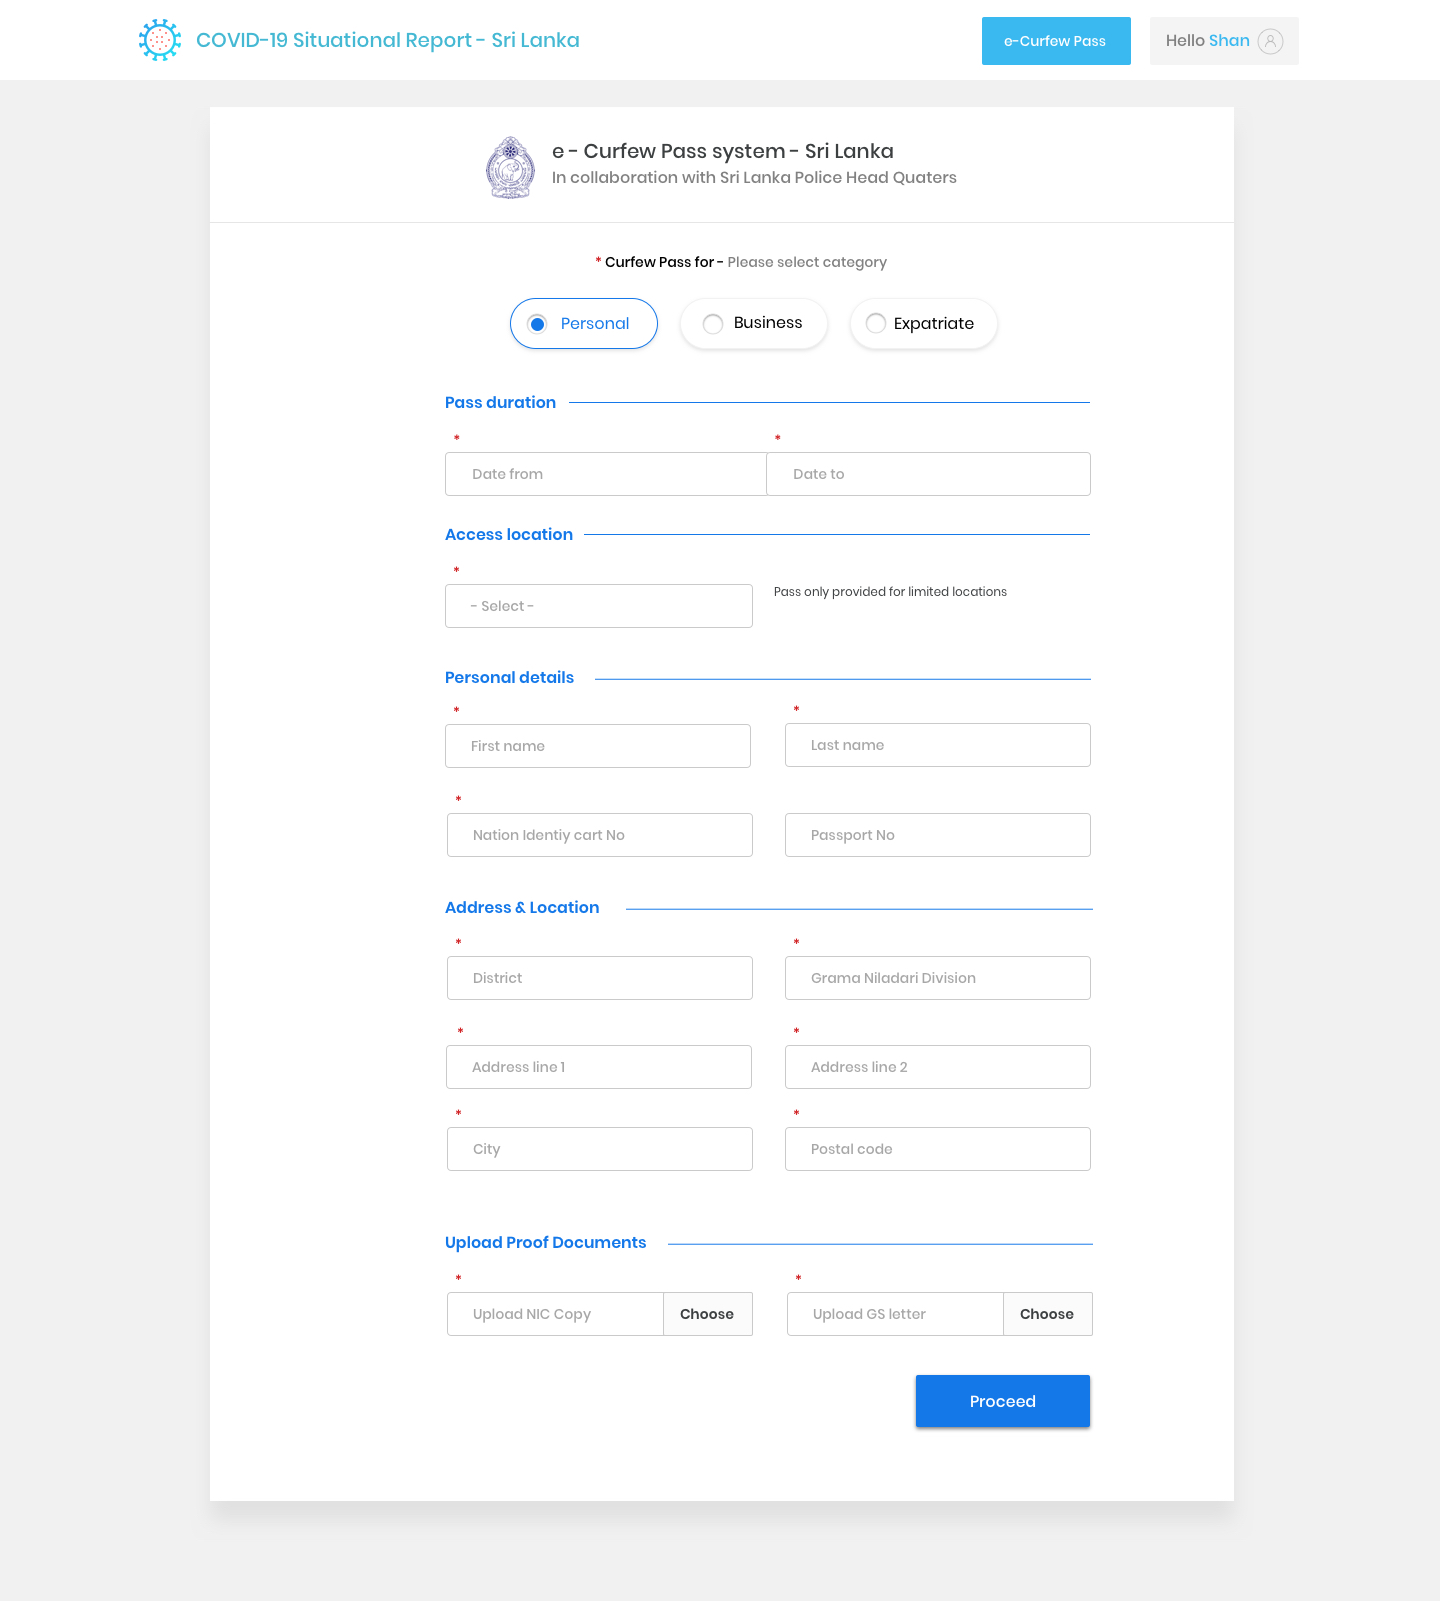 COVID-19 Situational Report - Sri Lanka
e-Curfew Pass
Hello Shan
e - Curfew Pass system - Sri Lanka
In collaboration with Sri Lanka Police Head Quaters
* Curfew Pass for - Please select category
Personal
Business
Expatriate
Pass duration
* *
Date from
Date to
Access location
*
- Select -
Pass only provided for limited locations
Personal details
* *
First name
Last name
*
Nation Identiy cart No
Passport No
Address & Location
* *
District
Grama Niladari Division
* *
Address line 1
Address line 2
* *
City
Postal code
Upload Proof Documents
* *
Upload NIC Copy
Choose
Upload GS letter
Choose
Proceed